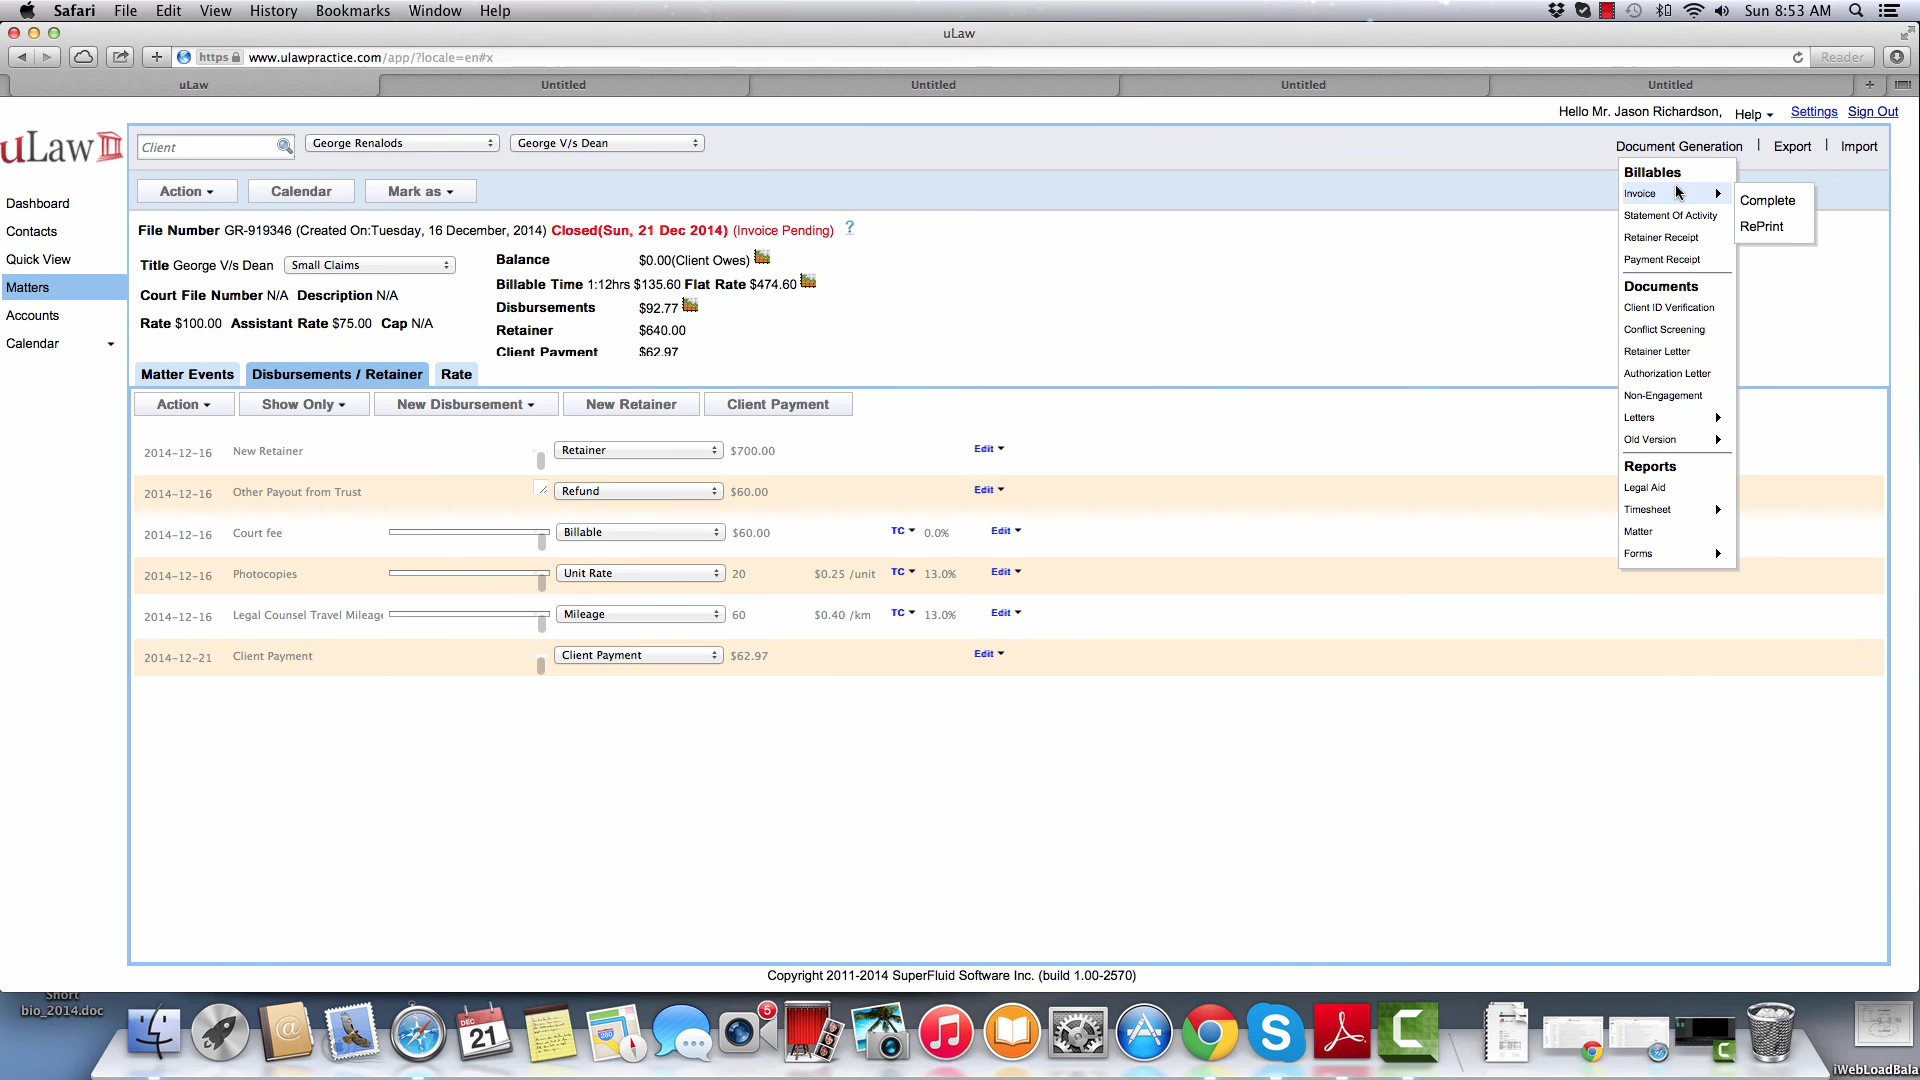 Safari File Edit View History Bookmarks Window Help
Sun 8:53 AM
uLaw
https www.ulawpractice.com/app/?locale=en#x
Reader
uLaw Untitled Untitled Untitled Untitled
Hello Mr. Jason Richardson, Help Settings Sign Out
uLaw
Client George Renalods George V/s Dean
Document Generation | Export | Import
Action Calendar Mark as
Dashboard
Contacts
Quick View
Matters
Accounts
Calendar
File Number GR-919346 (Created On:Tuesday, 16 December, 2014) Closed(Sun, 21 Dec 2014) (Invoice Pending) ?
Title George V/s Dean Small Claims
Court File Number N/A Description N/A
Rate $100.00 Assistant Rate $75.00 Cap N/A
Balance $0.00(Client Owes)
Billable Time 1:12hrs $135.60 Flat Rate $474.60
Disbursements $92.77
Retainer $640.00
Client Payment $62.97
Billables
Invoice
Statement Of Activity
Retainer Receipt
Payment Receipt
Documents
Client ID Verification
Conflict Screening
Retainer Letter
Authorization Letter
Non-Engagement
Letters
Old Version
Reports
Legal Aid
Timesheet
Matter
Forms
Complete
RePrint
Matter Events Disbursements / Retainer Rate
Action Show Only New Disbursement New Retainer Client Payment
2014-12-16 New Retainer Retainer $700.00 Edit
2014-12-16 Other Payout from Trust Refund $60.00 Edit
2014-12-16 Court fee Billable $60.00 TC 0.0% Edit
2014-12-16 Photocopies Unit Rate 20 $0.25 /unit TC 13.0% Edit
2014-12-16 Legal Counsel Travel Mileage Mileage 60 $0.40 /km TC 13.0% Edit
2014-12-21 Client Payment Client Payment $62.97 Edit
Copyright 2011-2014 SuperFluid Software Inc. (build 1.00-2570)
Short
bio_2014.doc
DEC
21
5
iWebLoadBala